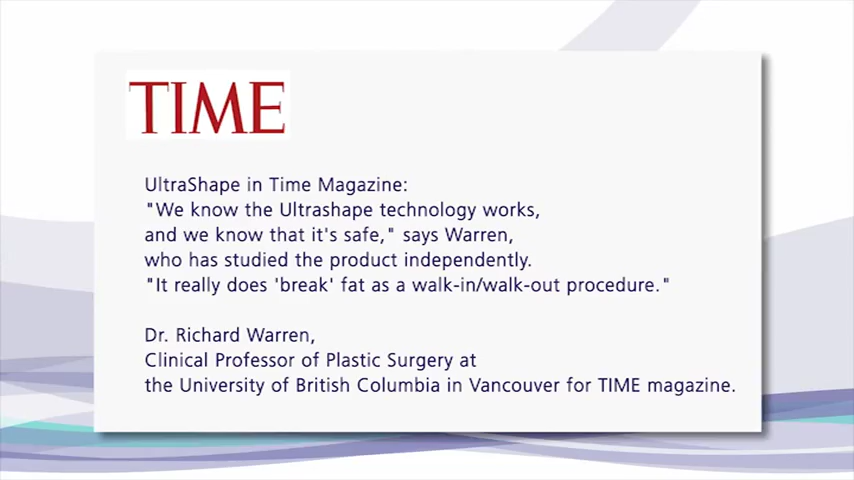 TIME
UltraShape in Time Magazine:
"We know the Ultrashape technology works,
and we know that it's safe," says Warren,
who has studied the product independently.
"It really does 'break' fat as a walk-in/walk-out procedure."
Dr. Richard Warren,
Clinical Professor of Plastic Surgery at
the University of British Columbia in Vancouver for TIME magazine.